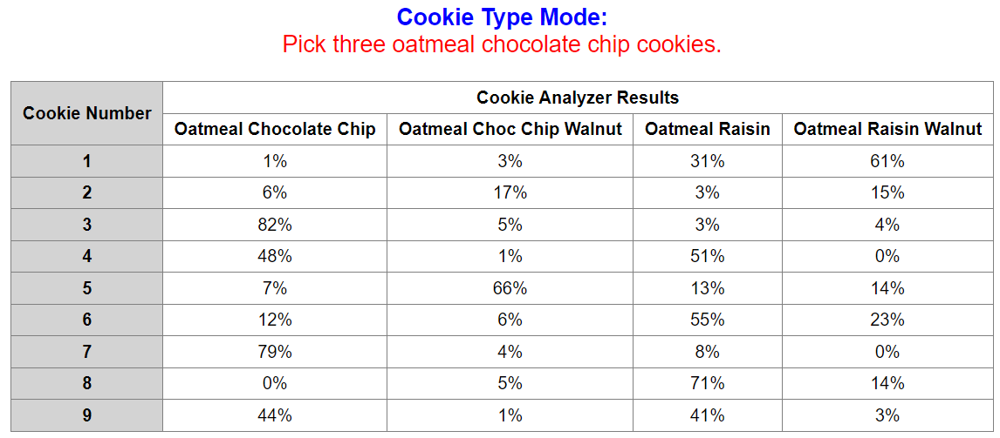 Cookie Type Mode:
Pick three oatmeal chocolate chip cookies.
Cookie Number
Cookie Analyzer Results
Oatmeal Chocolate Chip Oatmeal Choc Chip Walnut Oatmeal Raisin Oatmeal Raisin Walnut
1 1% 3% 31% 61%
2 6% 17% 3% 15%
3 82% 5% 3% 4%
4 48% 1% 51% 0%
5 7% 66% 13% 14%
6 12% 6% 55% 23%
7 79% 4% 8% 0%
8 0% 5% 71% 14%
9 44% 1% 41% 3%